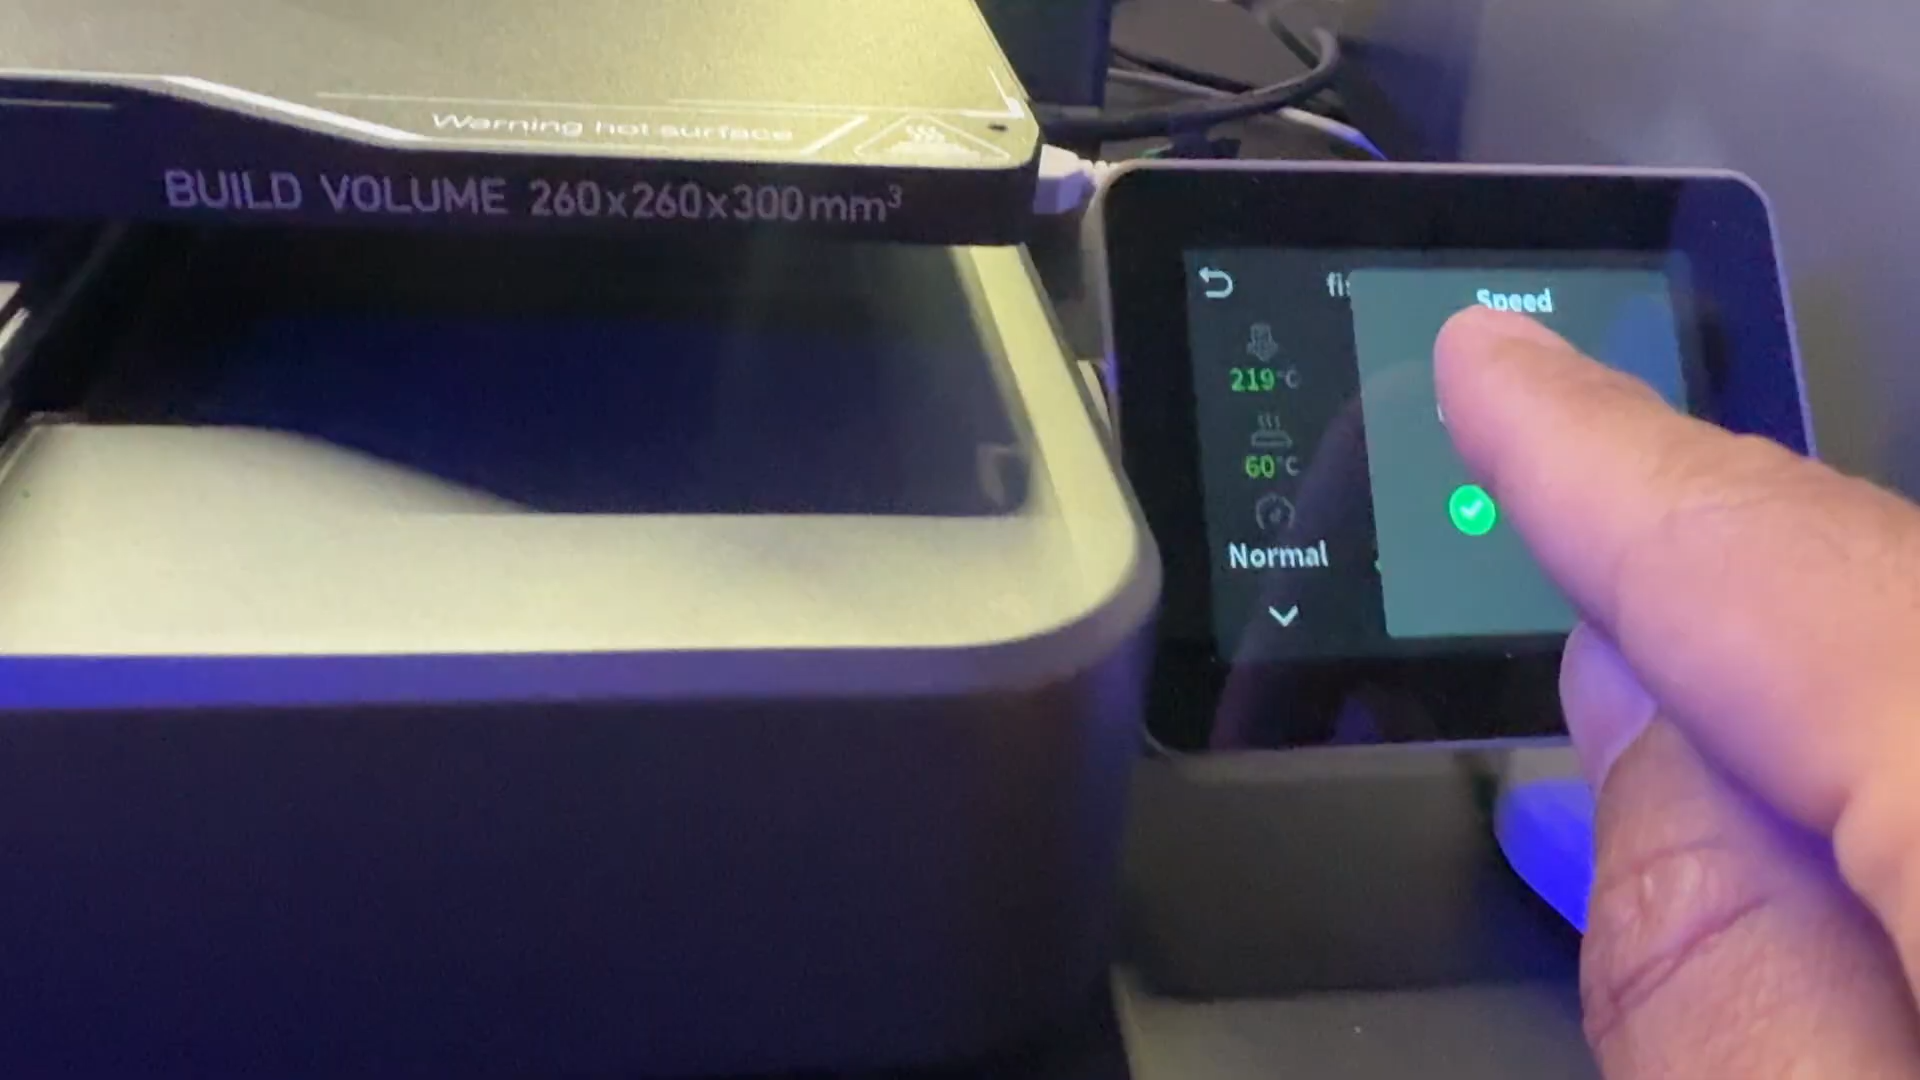 Warning hot surface
BUILD VOLUME 260x260x300mm³
Speed
219°C
60°C
Normal